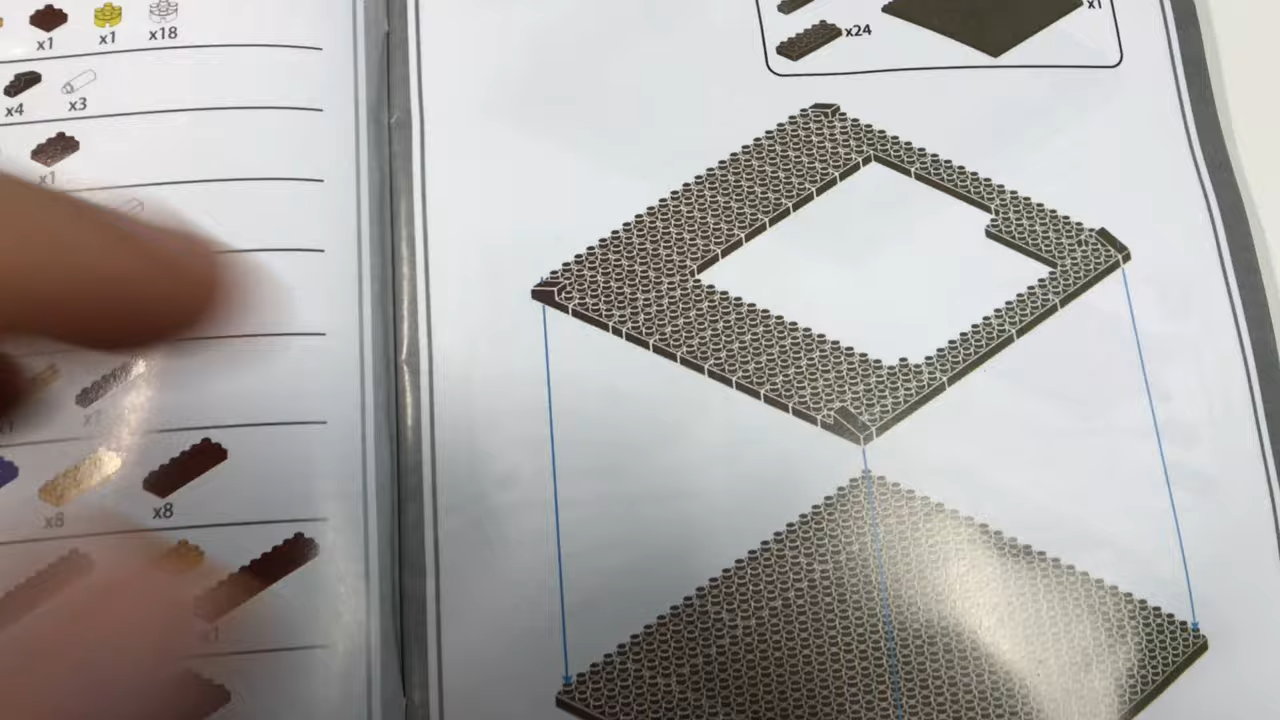 x1 x1 x18
x4 x3
x1
x8 x8
x24 x1